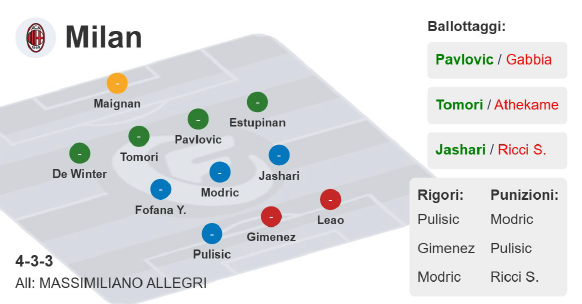 Milan
Maignan
Estupinan
Pavlovic
Tomori
De Winter
Jashari
Modric
Fofana Y.
Leao
Gimenez
Pulisic
4-3-3
All: MASSIMILIANO ALLEGRI
Ballottaggi:
Pavlovic / Gabbia
Tomori / Athekame
Jashari / Ricci S.
Rigori: Punizioni:
Pulisic Modric
Gimenez Pulisic
Modric Ricci S.